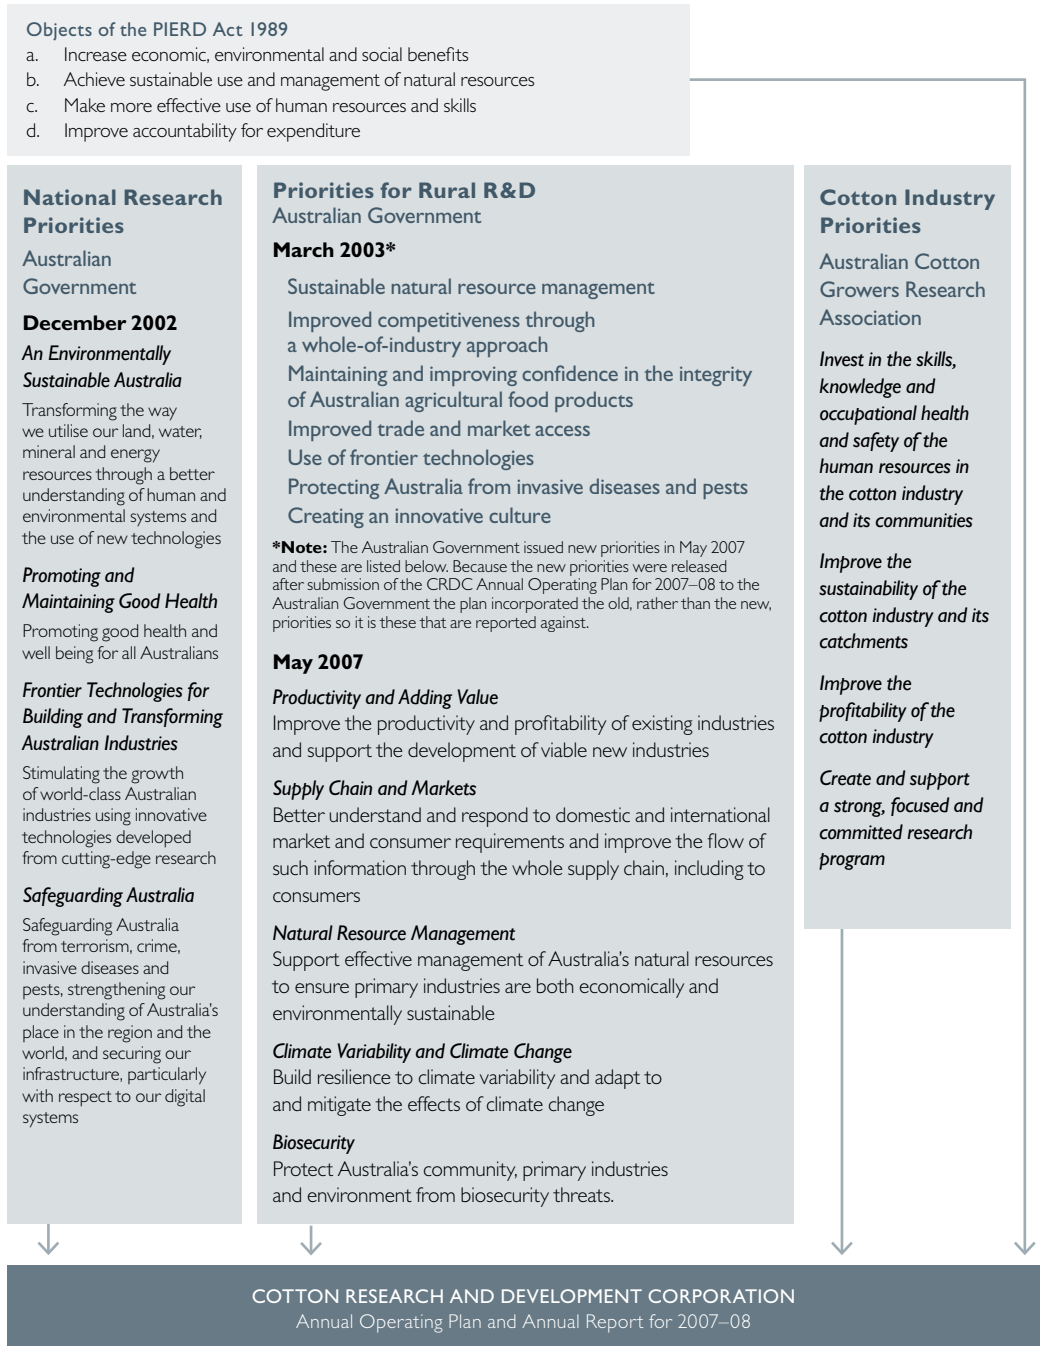 Objects of the PIERD Act 1989
a. Increase economic, environmental and social benefits
b. Achieve sustainable use and management of natural resources
c. Make more effective use of human resources and skills
d. Improve accountability for expenditure
National Research
Priorities
Australian
Government
December 2002
An Environmentally
Sustainable Australia
Transforming the way
we utilise our land, water,
mineral and energy
resources through a better
understanding of human and
environmental systems and
the use of new technologies
Promoting and
Maintaining Good Health
Promoting good health and
well being for all Australians
Frontier Technologies for
Building and Transforming
Australian Industries
Stimulating the growth
of world-class Australian
industries using innovative
technologies developed
from cutting-edge research
Safeguarding Australia
Safeguarding Australia
from terrorism, crime,
invasive diseases and
pests, strengthening our
understanding of Australia's
place in the region and the
world, and securing our
infrastructure, particularly
with respect to our digital
systems
Priorities for Rural R&D
Australian Government
March 2003*
Sustainable natural resource management
Improved competitiveness through
a whole-of-industry approach
Maintaining and improving confidence in the integrity
of Australian agricultural food products
Improved trade and market access
Use of frontier technologies
Protecting Australia from invasive diseases and pests
Creating an innovative culture
*Note: The Australian Government issued new priorities in May 2007
and these are listed below. Because the new priorities were released
after submission of the CRDC Annual Operating Plan for 2007–08 to the
Australian Government the plan incorporated the old, rather than the new,
priorities so it is these that are reported against.
May 2007
Productivity and Adding Value
Improve the productivity and profitability of existing industries
and support the development of viable new industries
Supply Chain and Markets
Better understand and respond to domestic and international
market and consumer requirements and improve the flow of
such information through the whole supply chain, including to
consumers
Natural Resource Management
Support effective management of Australia's natural resources
to ensure primary industries are both economically and
environmentally sustainable
Climate Variability and Climate Change
Build resilience to climate variability and adapt to
and mitigate the effects of climate change
Biosecurity
Protect Australia's community, primary industries
and environment from biosecurity threats.
Cotton Industry
Priorities
Australian Cotton
Growers Research
Association
Invest in the skills,
knowledge and
occupational health
and safety of the
human resources in
the cotton industry
and its communities
Improve the
sustainability of the
cotton industry and its
catchments
Improve the
profitability of the
cotton industry
Create and support
a strong, focused and
committed research
program
COTTON RESEARCH AND DEVELOPMENT CORPORATION
Annual Operating Plan and Annual Report for 2007–08